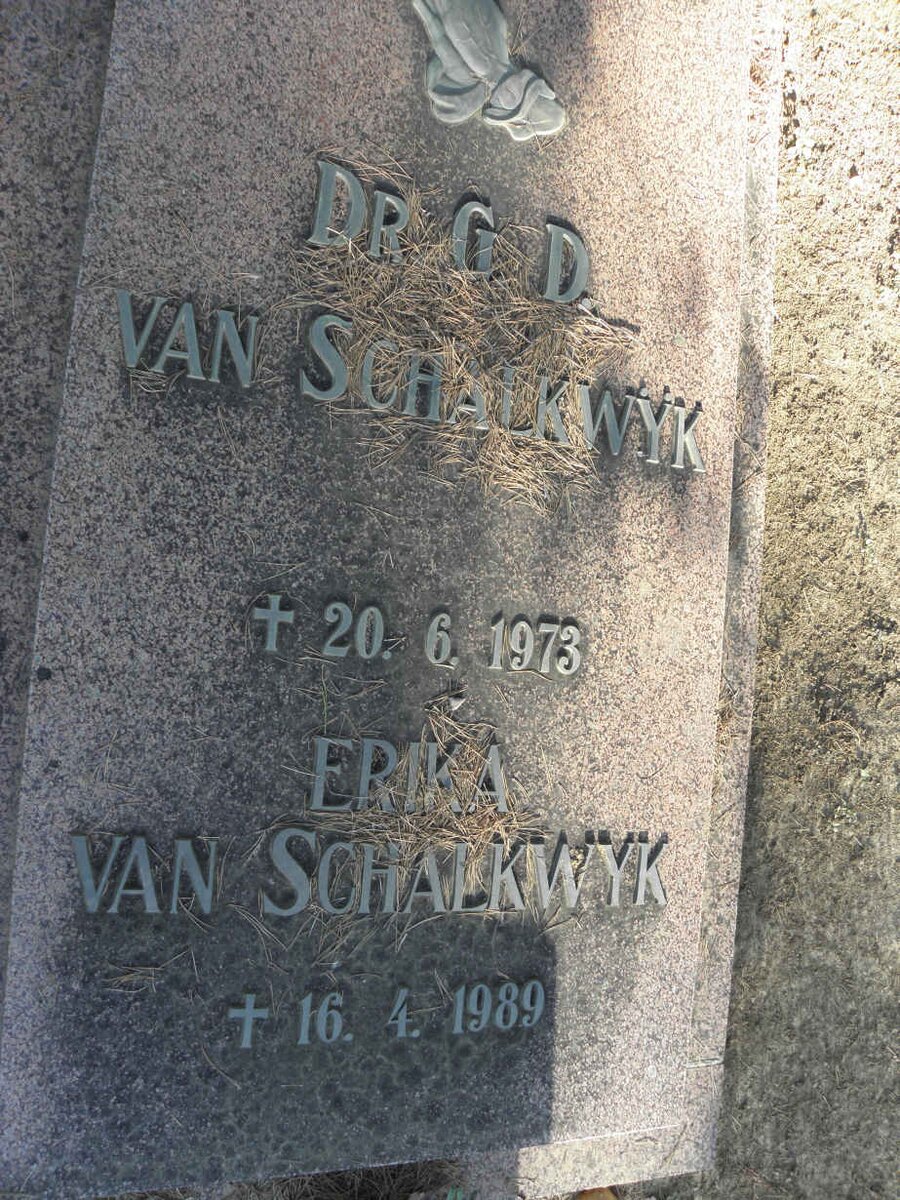 Dr G D
VAN SCHALKWYK
✝ 20. 6. 1973
ERIKA
VAN SCHALKWYK
✝ 16. 4. 1989